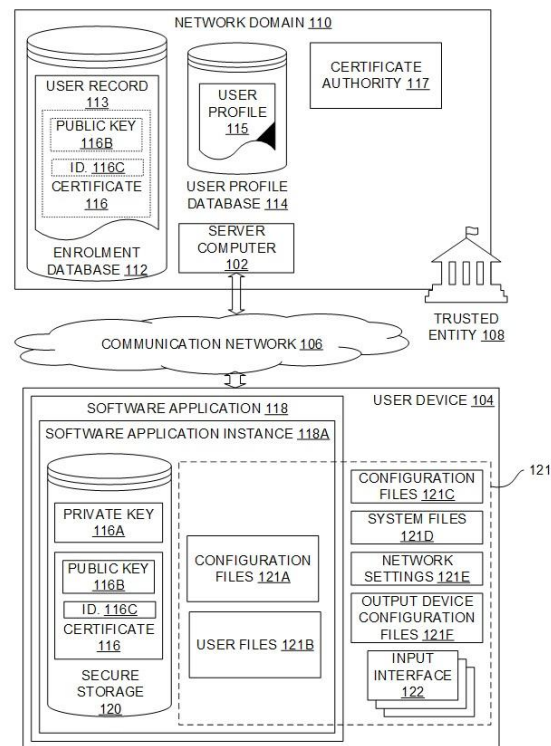 NETWORK DOMAIN 110
USER RECORD
113
PUBLIC KEY
116B
ID. 116C
CERTIFICATE
116
ENROLMENT
DATABASE 112
USER
PROFILE
115
USER PROFILE
DATABASE 114
CERTIFICATE
AUTHORITY 117
SERVER
COMPUTER
102
TRUSTED
ENTITY 108
COMMUNICATION NETWORK 106
USER DEVICE 104
SOFTWARE APPLICATION 118
SOFTWARE APPLICATION INSTANCE 118A
PRIVATE KEY
116A
PUBLIC KEY
116B
ID. 116C
CERTIFICATE
116
SECURE
STORAGE
120
CONFIGURATION
FILES 121A
USER FILES 121B
121
CONFIGURATION
FILES 121C
SYSTEM FILES
121D
NETWORK
SETTINGS 121E
OUTPUT DEVICE
CONFIGURATION
FILES 121F
INPUT
INTERFACE
122